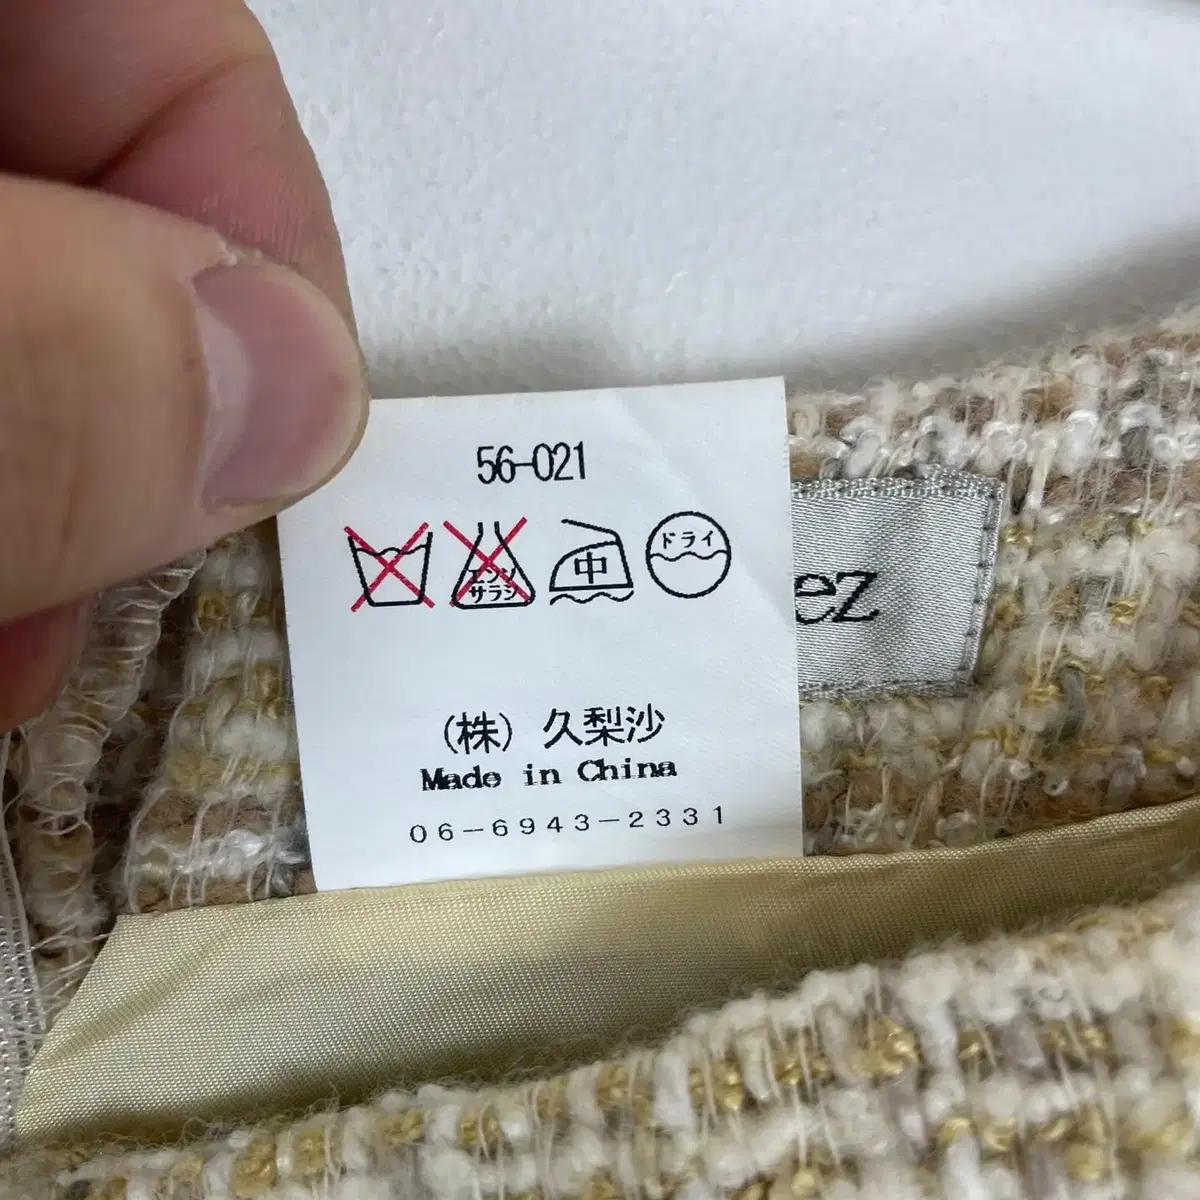 56-021
エンソ
サラシ
中
ドライ
ez
(株) 久梨沙
Made in China
06-6943-2331